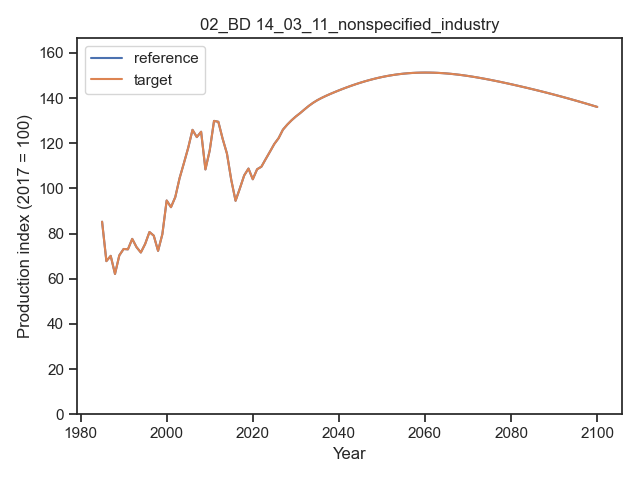 02_BD 14_03_11_nonspecified_industry
reference
target
Production index (2017 = 100)
160
140
120
100
80
60
40
20
0
1980 2000 2020 2040 2060 2080 2100
Year